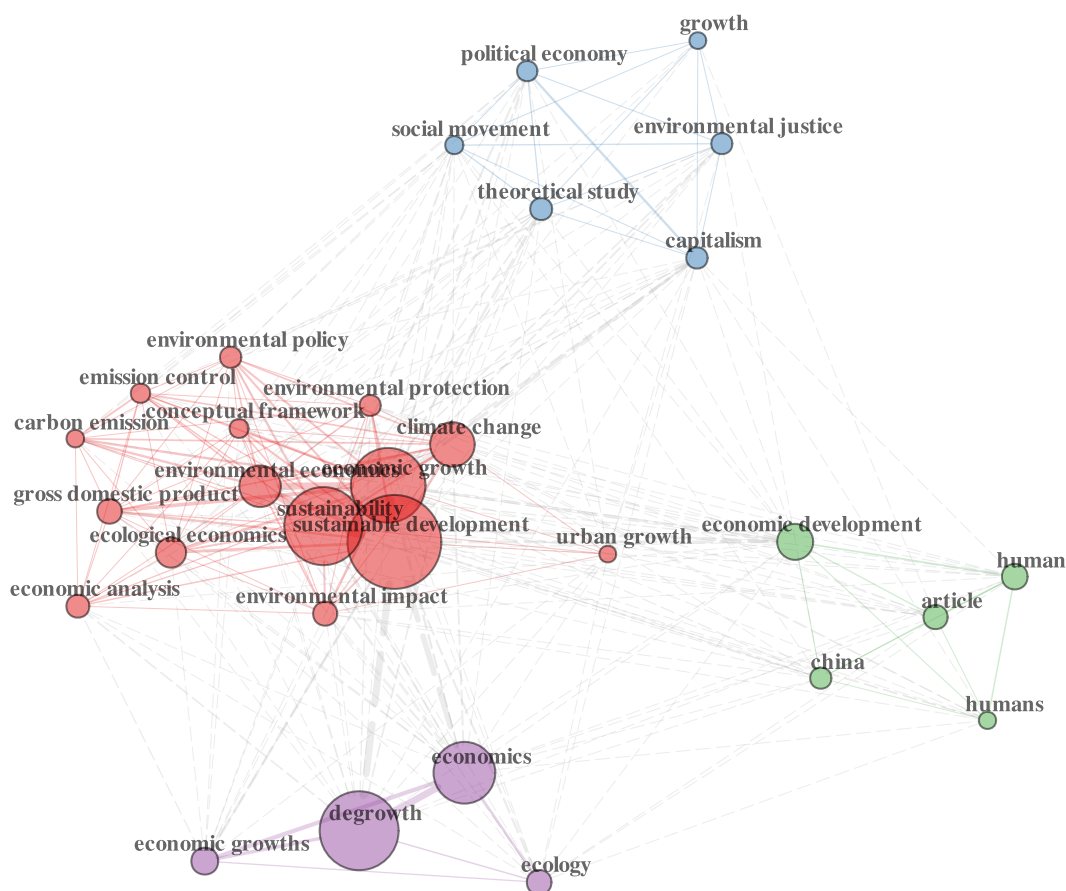 growth
political economy
social movement
environmental justice
theoretical study
capitalism
environmental policy
emission control
environmental protection
conceptual framework
carbon emission
climate change
environmental economics
economic growth
gross domestic product
sustainability
sustainable development
economic development
ecological economics
urban growth
human
economic analysis
environmental impact
article
china
humans
economics
degrowth
economic growths
ecology